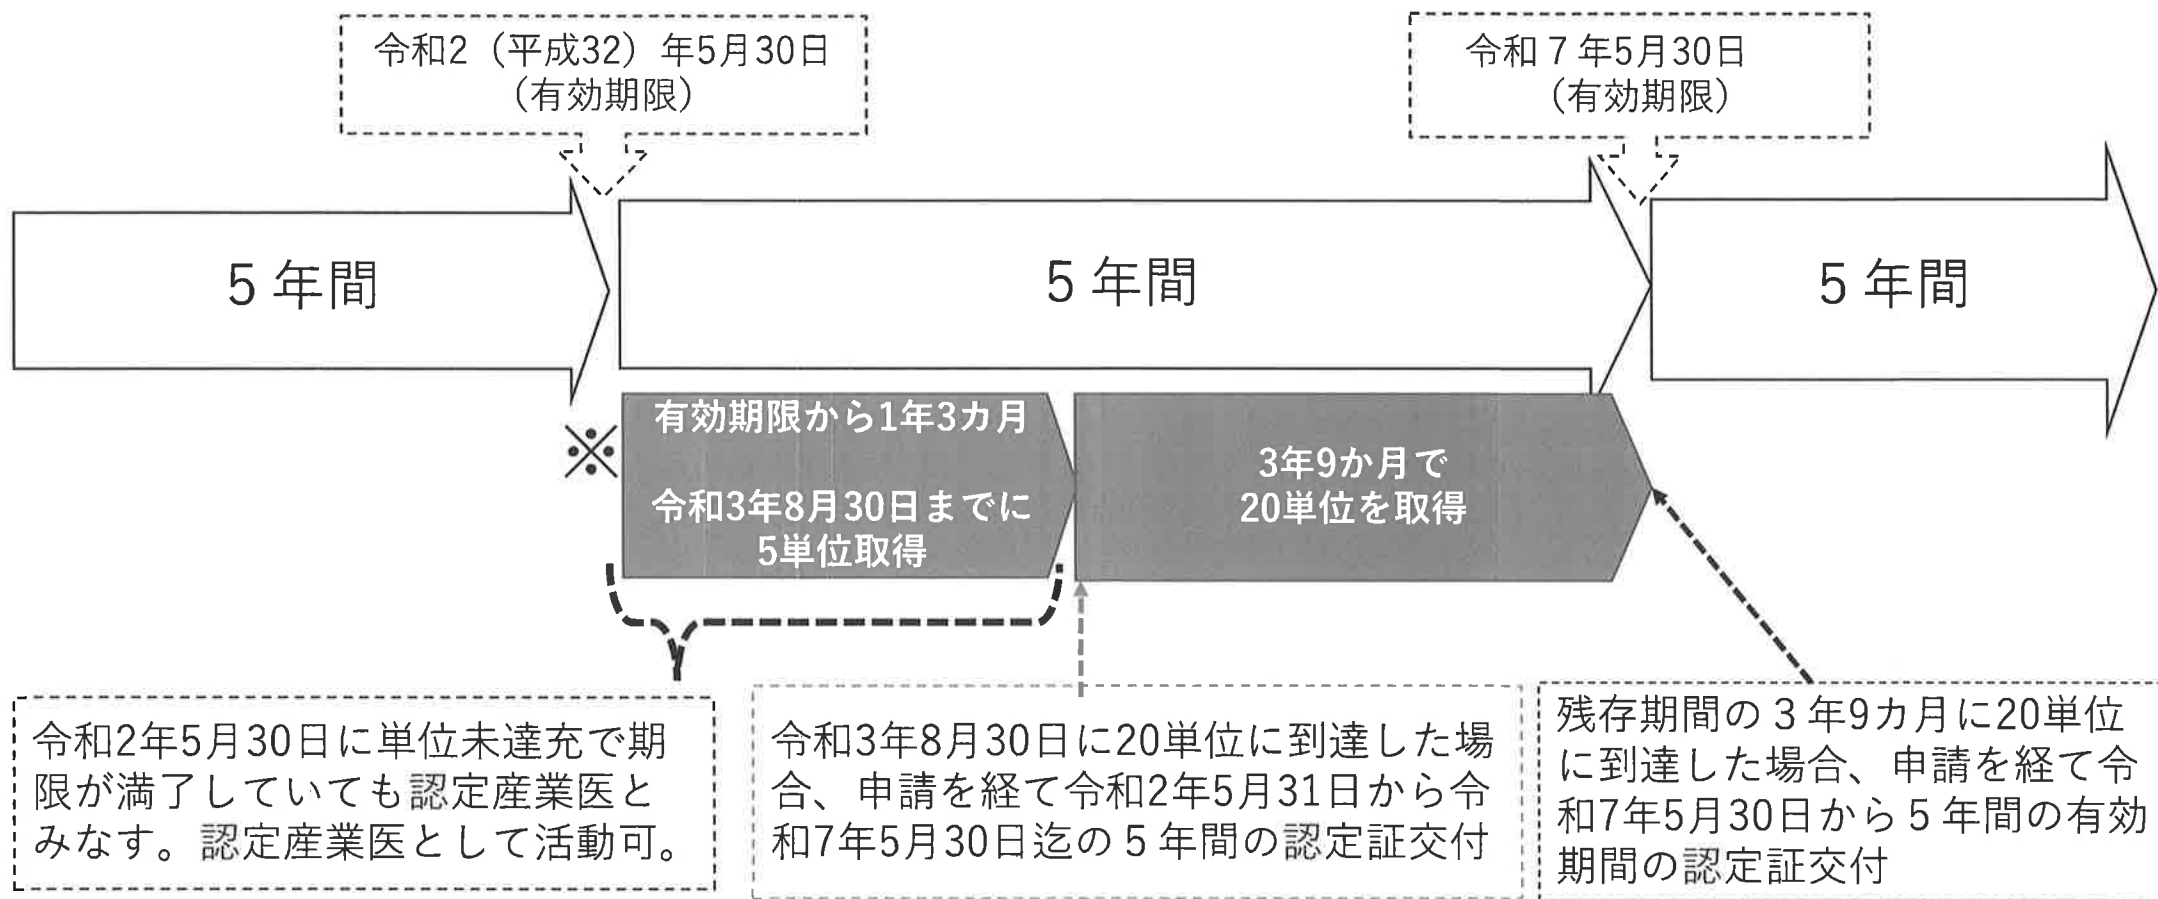 令和2（平成32）年5月30日
（有効期限）
令和７年5月30日
（有効期限）
５年間
５年間
５年間
※
有効期限から1年3カ月
令和3年8月30日までに
5単位取得
3年9か月で
20単位を取得
令和2年5月30日に単位未達充で期
限が満了していても認定産業医と
みなす。認定産業医として活動可。
令和3年8月30日に20単位に到達した場
合、申請を経て令和2年5月31日から令
和7年5月30日迄の５年間の認定証交付
残存期間の３年9カ月に20単位
に到達した場合、申請を経て令
和7年5月30日から５年間の有効
期間の認定証交付